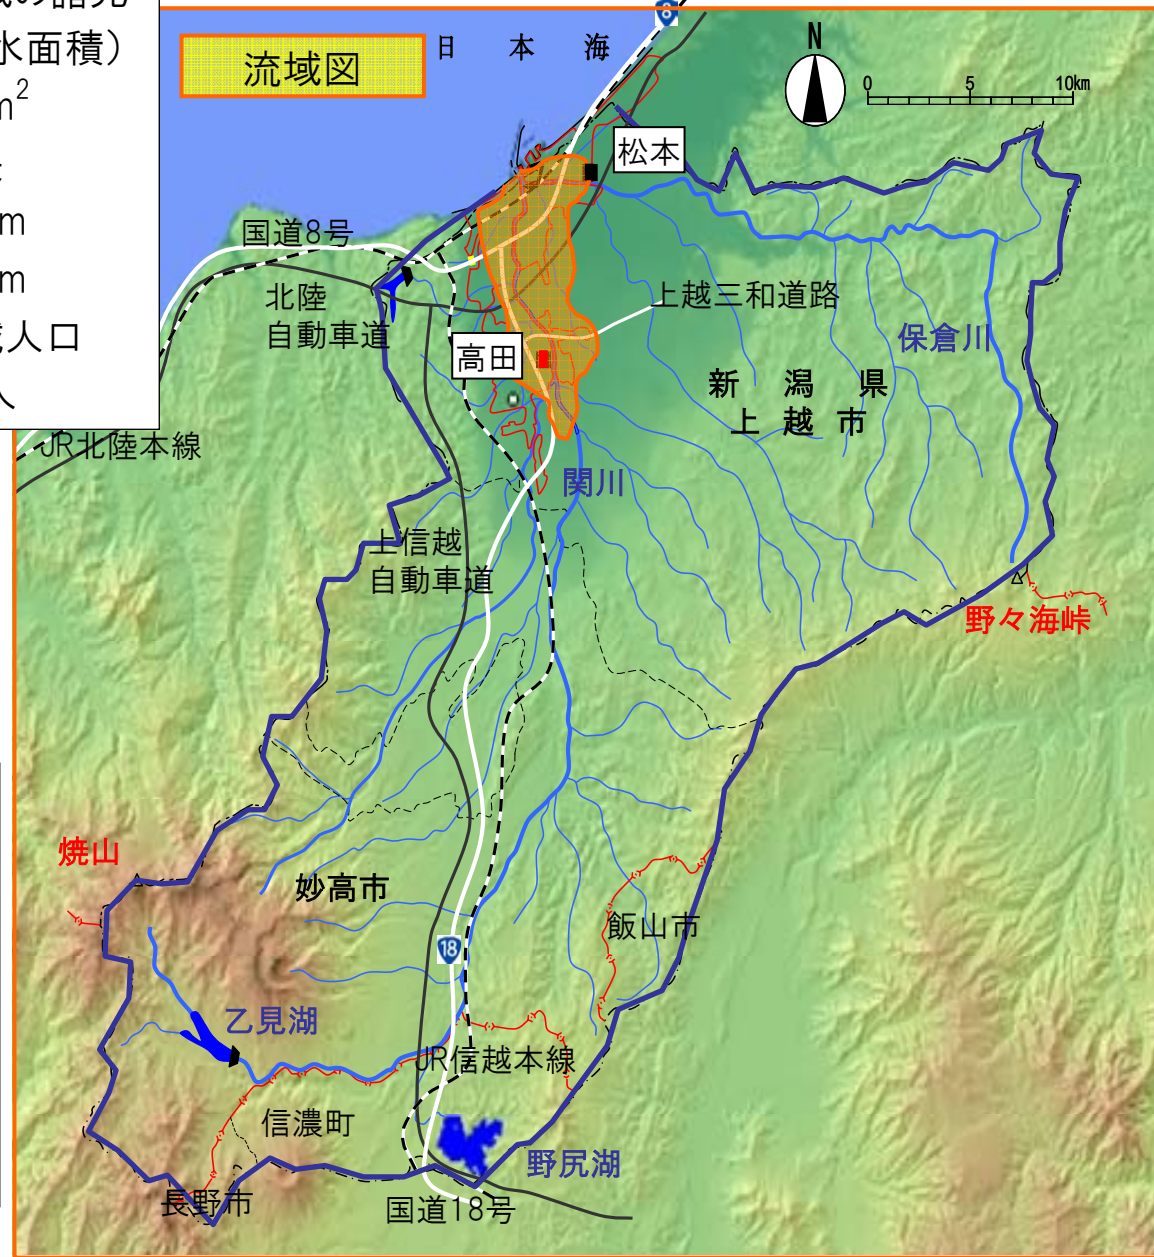 水面積）
m²
m
m
人口
人
流域図
日本海
8
N
0 5 10km
松本
国道8号
北陸
自動車道
上越三和道路
保倉川
高田
新潟県
上越市
JR北陸本線
関川
上信越
自動車道
野々海峠
焼山
妙高市
飯山市
18
乙見湖
JR信越本線
信濃町
野尻湖
長野市
国道18号